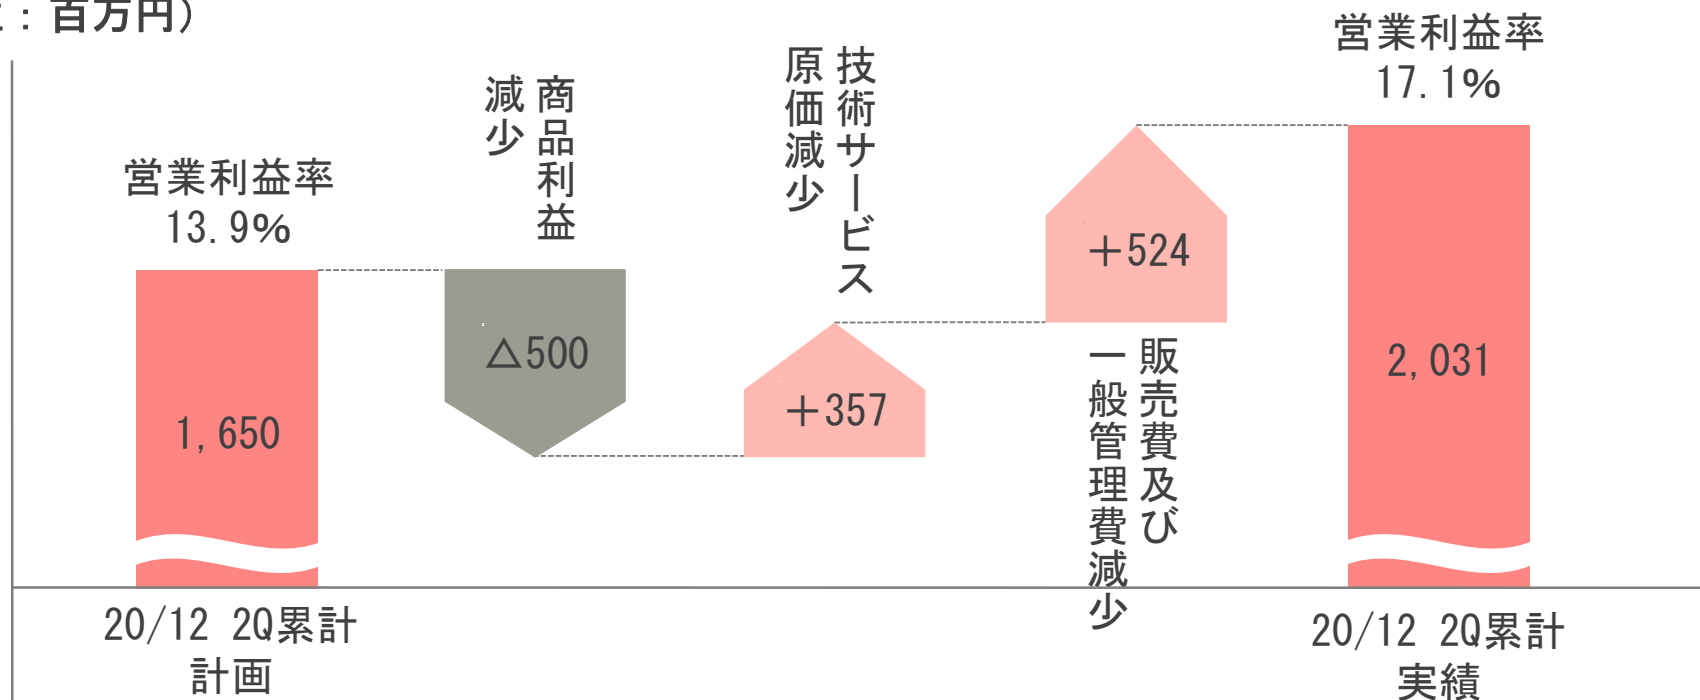 ：百万円）
営業利益率
13.9%
1,650
20/12 2Q累計
計画
商品利益
減少
△500
技術サービス
原価減少
＋357
＋524
販売費及び
一般管理費減少
営業利益率
17.1%
2,031
20/12 2Q累計
実績